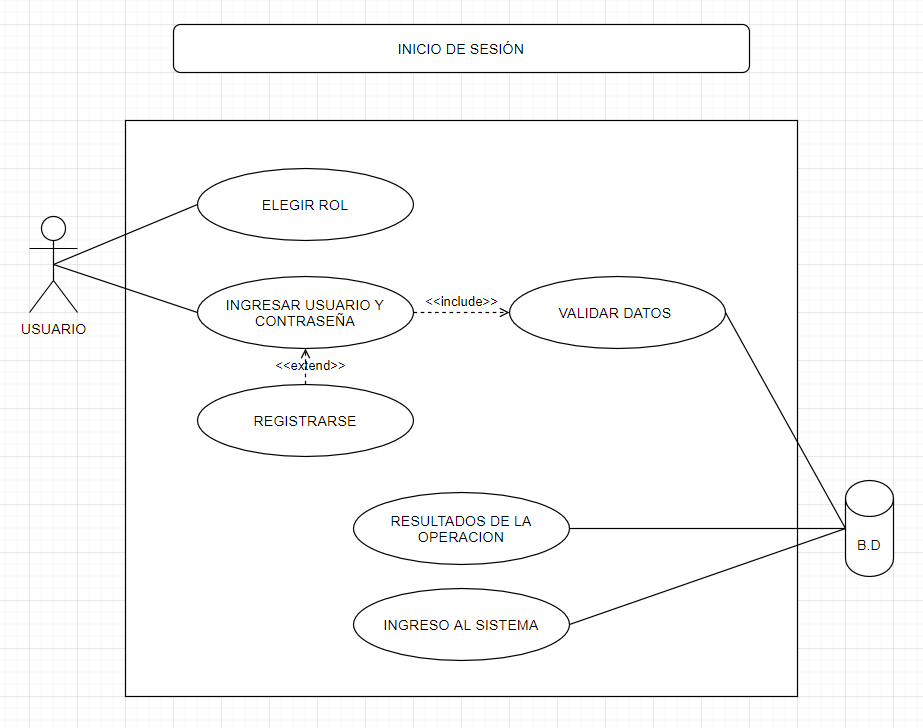 INICIO DE SESIÓN
ELEGIR ROL
USUARIO
INGRESAR USUARIO Y
CONTRASEÑA
<<include>>
VALIDAR DATOS
<<extend>>
REGISTRARSE
RESULTADOS DE LA
OPERACION
B.D
INGRESO AL SISTEMA